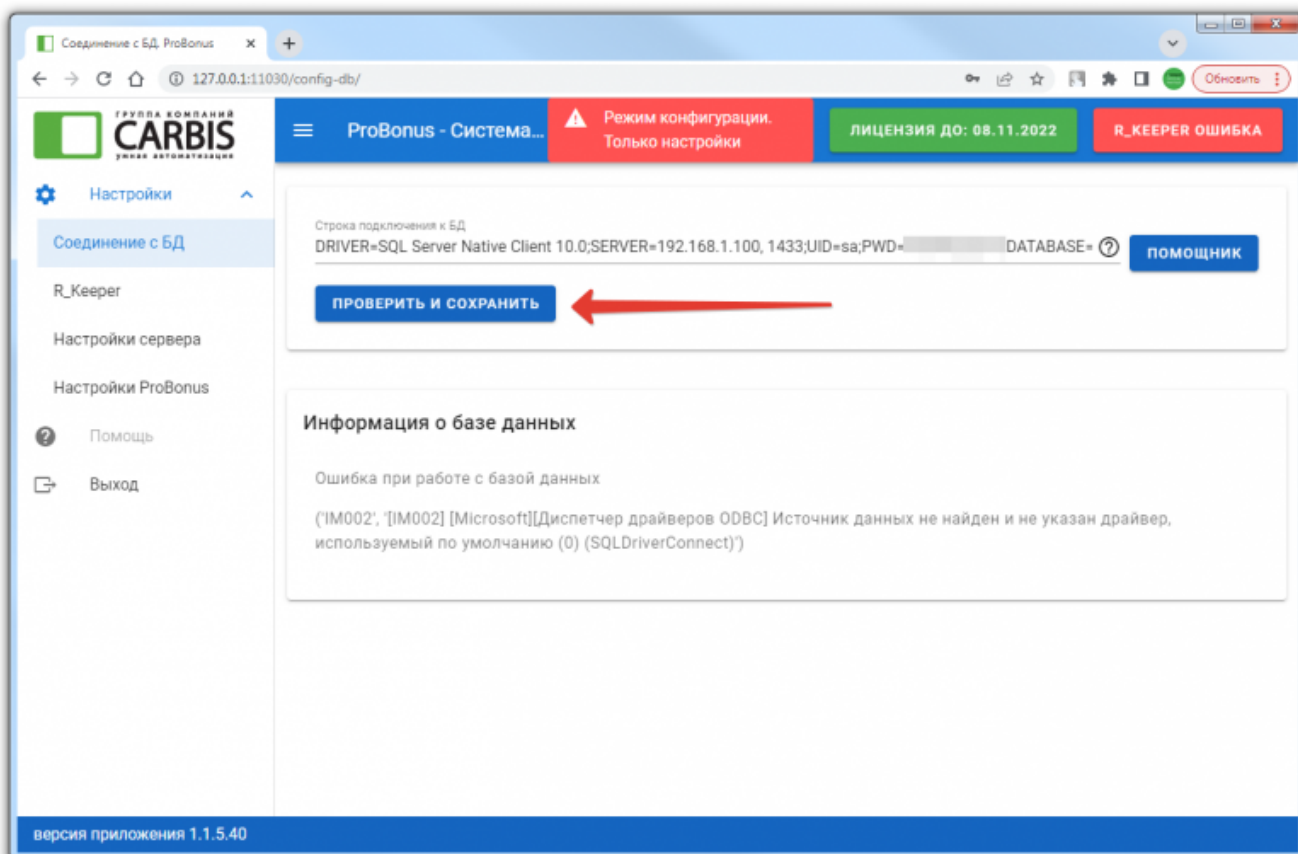 Соединение с БД, ProBonus
127.0.0.1:11030/config-db/
Обновить
ГРУППА КОМПАНИЙ
CARBIS
умная автоматизация
ProBonus - Система...
Режим конфигурации.
Только настройки
ЛИЦЕНЗИЯ ДО: 08.11.2022
R_KEEPER ОШИБКА
Настройки
Соединение с БД
R_Keeper
Настройки сервера
Настройки ProBonus
Помощь
Выход
Строка подключения к БД
DRIVER=SQL Server Native Client 10.0;SERVER=192.168.1.100, 1433;UID=sa;PWD= DATABASE=
ПОМОЩНИК
ПРОВЕРИТЬ И СОХРАНИТЬ
Информация о базе данных
Ошибка при работе с базой данных
('IM002', '[IM002] [Microsoft][Диспетчер драйверов ODBC] Источник данных не найден и не указан драйвер,
используемый по умолчанию (0) (SQLDriverConnect)')
версия приложения 1.1.5.40